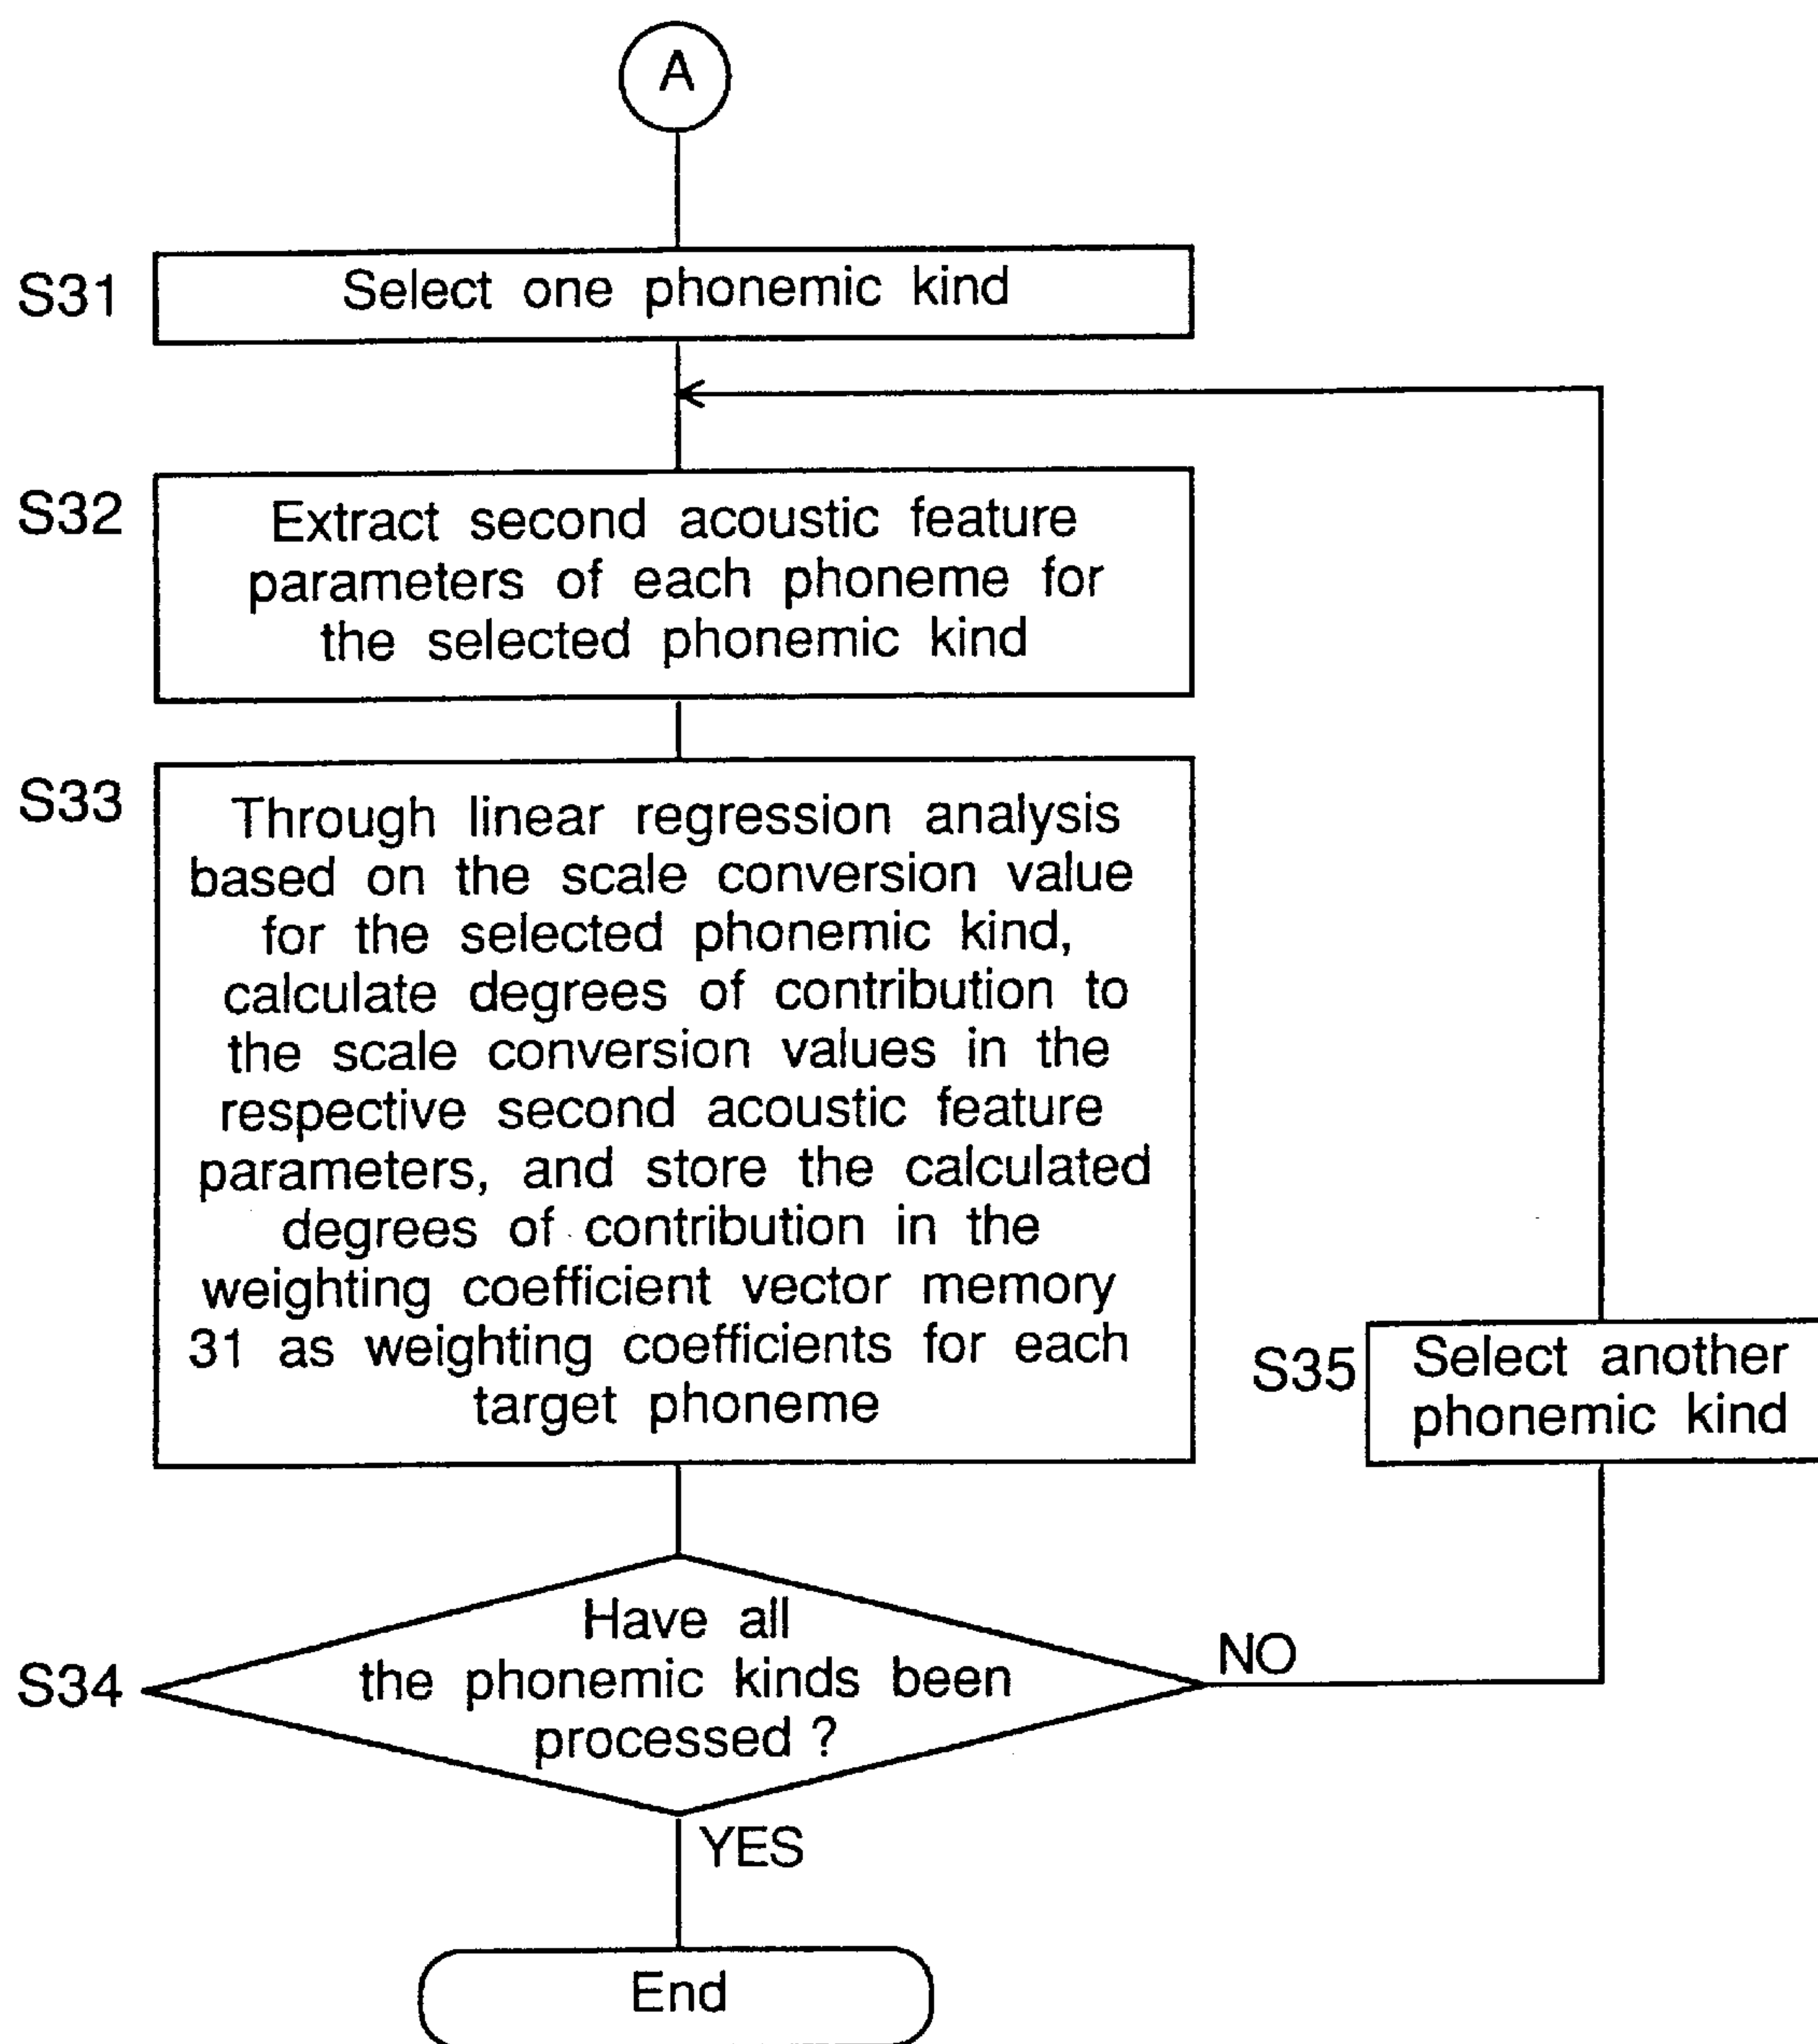 A
S31
Select one phonemic kind
S32
Extract second acoustic feature
parameters of each phoneme for
the selected phonemic kind
S33
Through linear regression analysis
based on the scale conversion value
for the selected phonemic kind,
calculate degrees of contribution to
the scale conversion values in the
respective second acoustic feature
parameters, and store the calculated
degrees of contribution in the
weighting coefficient vector memory
31 as weighting coefficients for each
target phoneme
S35
Select another
phonemic kind
S34
Have all
the phonemic kinds been
processed ?
NO
YES
End